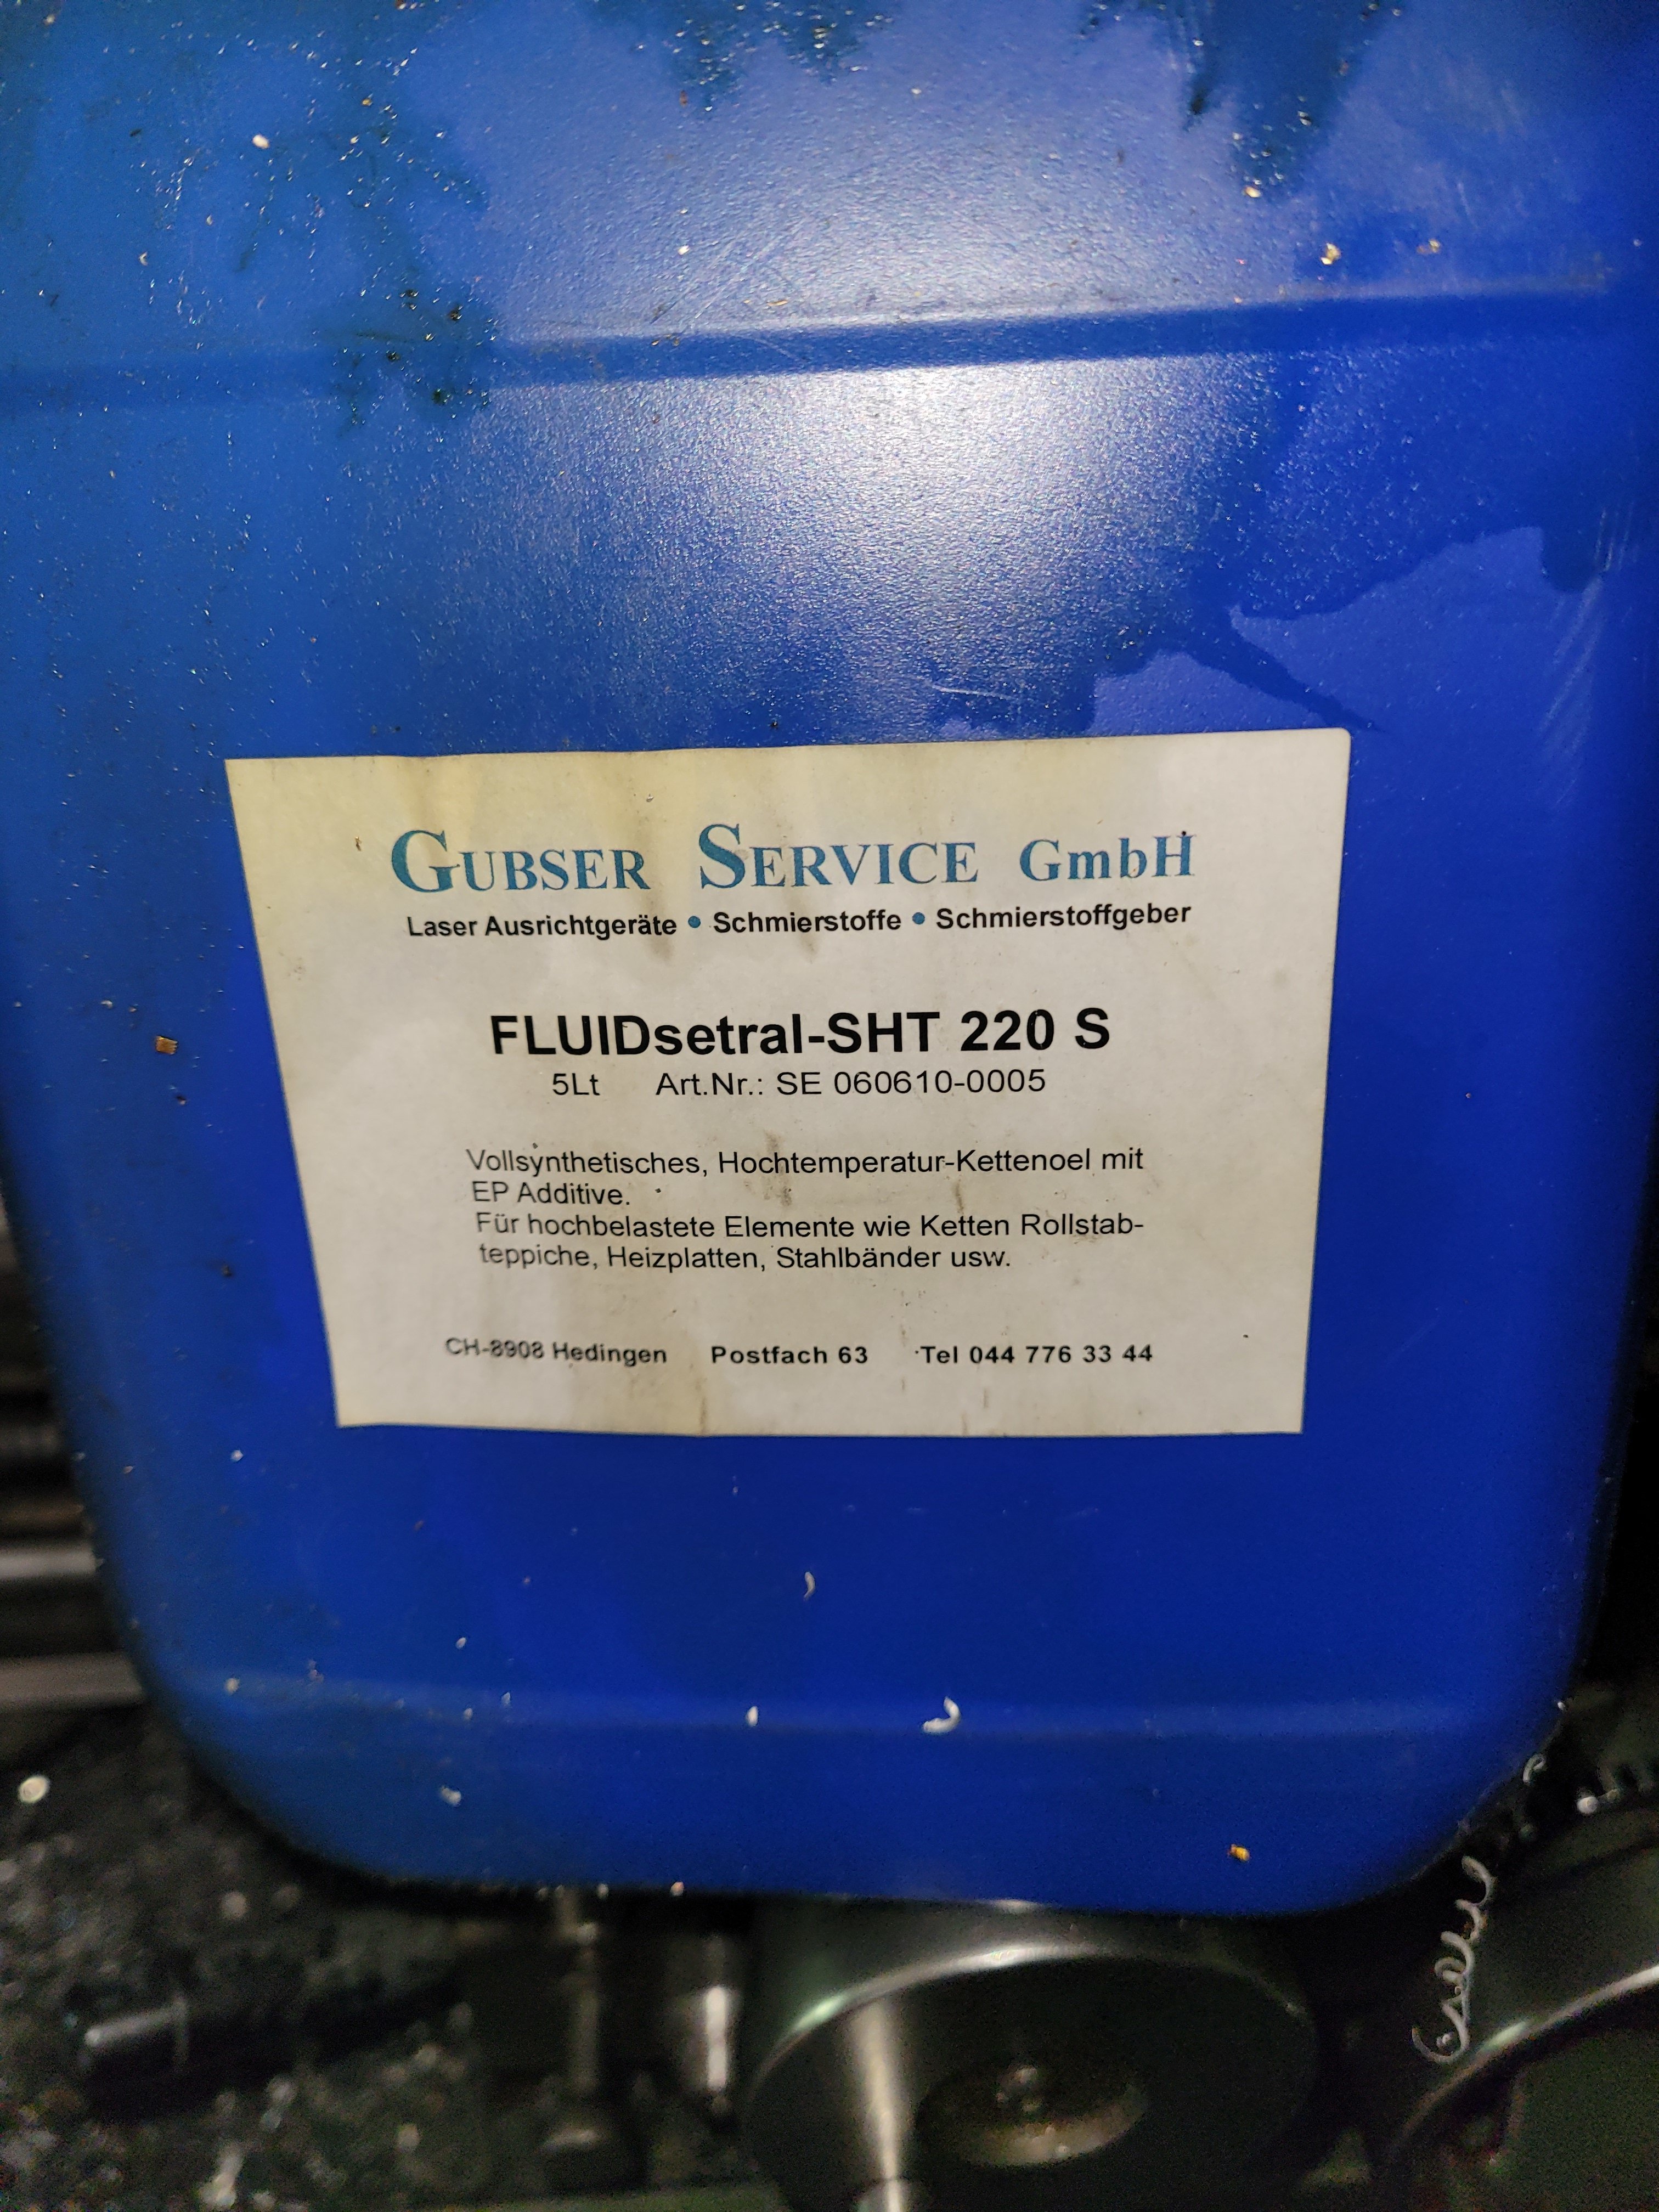 GUBSER SERVICE GmbH
Laser Ausrichtgeräte • Schmierstoffe • Schmierstoffgeber
FLUIDsetral-SHT 220 S
5Lt Art.Nr.: SE 060610-0005
Vollsynthetisches, Hochtemperatur-Kettenoel mit
EP Additive.
Für hochbelastete Elemente wie Ketten Rollstab-
teppiche, Heizplatten, Stahlbänder usw.
CH-8908 Hedingen Postfach 63 Tel 044 776 33 44